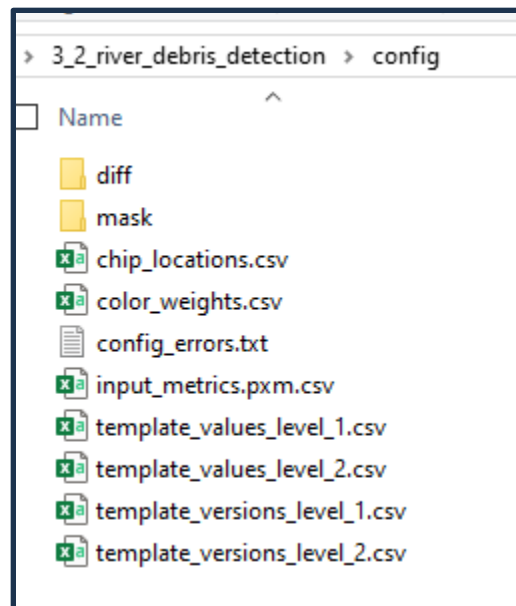 > 3_2_river_debris_detection > config
Name
diff
mask
chip_locations.csv
color_weights.csv
config_errors.txt
input_metrics.pxm.csv
template_values_level_1.csv
template_values_level_2.csv
template_versions_level_1.csv
template_versions_level_2.csv